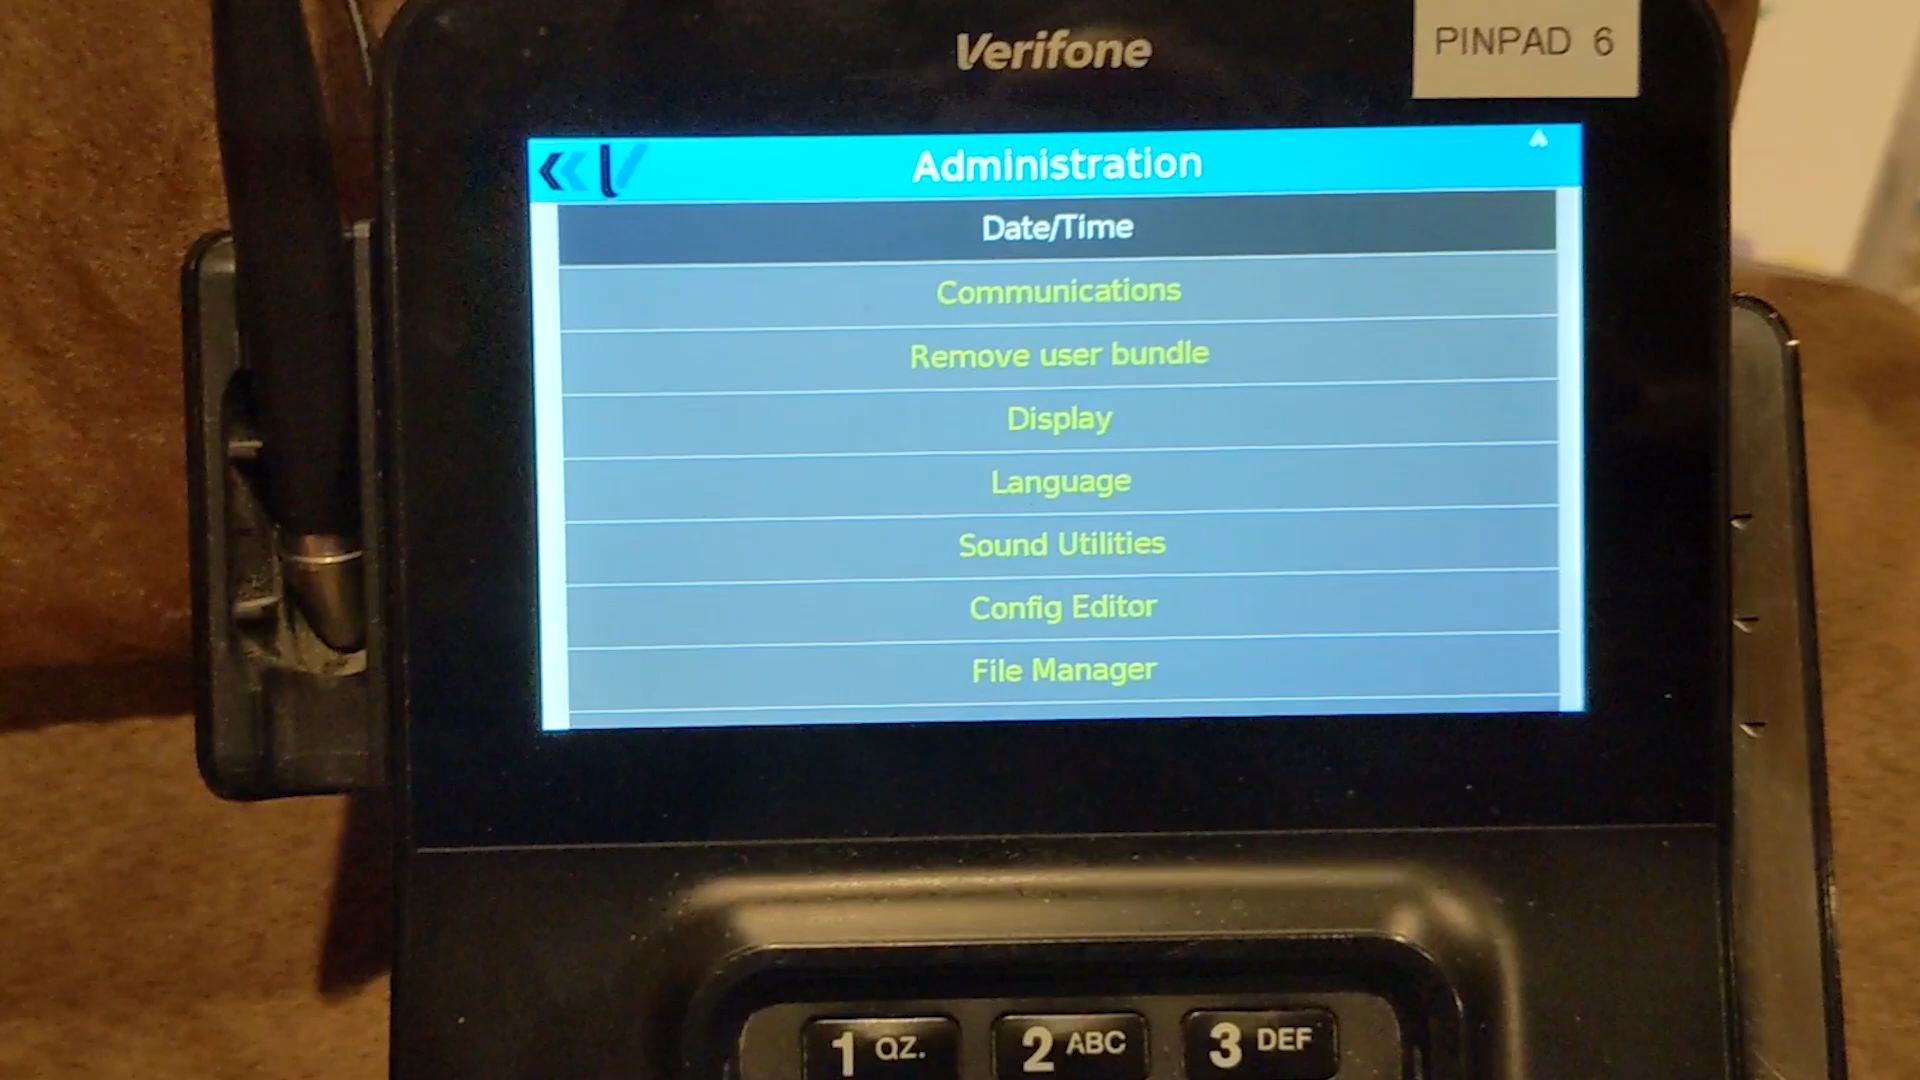 Verifone
PINPAD 6
Administration
Date/Time
Communications
Remove user bundle
Display
Language
Sound Utilities
Config Editor
File Manager
1 QZ.
2 ABC
3 DEF